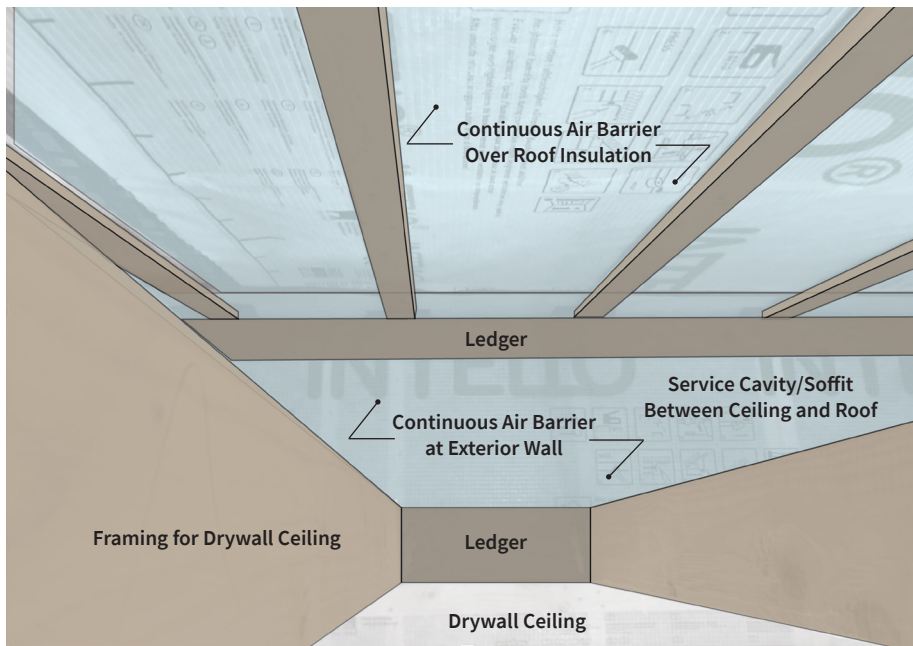 Continuous Air Barrier
Over Roof Insulation
Ledger
INTELLO
Service Cavity/Soffit
Between Ceiling and Roof
Continuous Air Barrier
at Exterior Wall
Framing for Drywall Ceiling
Ledger
Drywall Ceiling